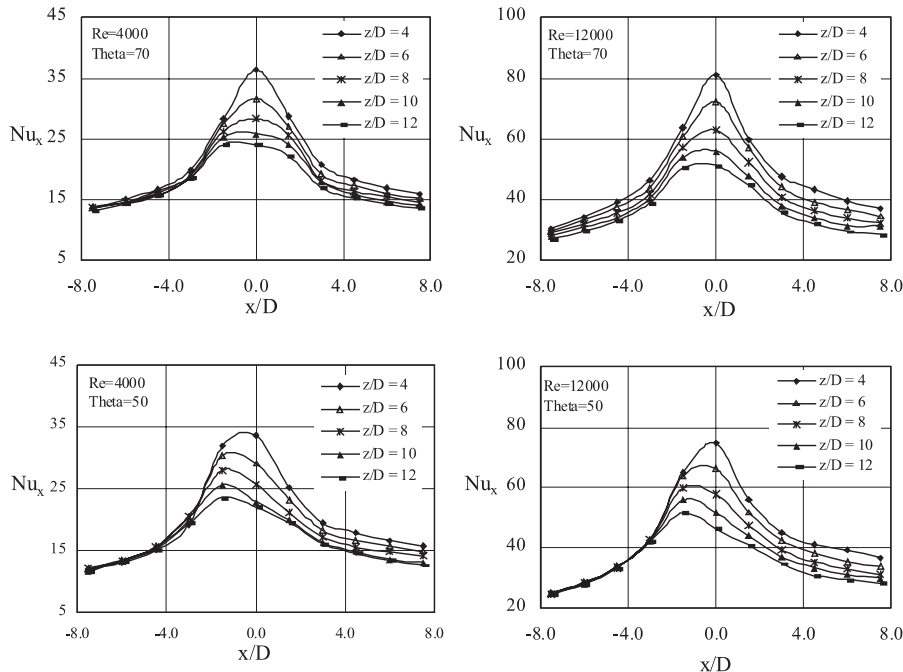 45
35
25
15
5
Nuₓ
Re=4000
Theta=70
z/D = 4
z/D = 6
z/D = 8
z/D = 10
z/D = 12
-8.0 -4.0 0.0 4.0 8.0
x/D
100
80
60
40
20
Nuₓ
Re=12000
Theta=70
z/D = 4
z/D = 6
z/D = 8
z/D = 10
z/D = 12
-8.0 -4.0 0.0 4.0 8.0
x/D
45
35
25
15
5
Nuₓ
Re=4000
Theta=50
z/D = 4
z/D = 6
z/D = 8
z/D = 10
z/D = 12
-8.0 -4.0 0.0 4.0 8.0
x/D
100
80
60
40
20
Nuₓ
Re=12000
Theta=50
z/D = 4
z/D = 6
z/D = 8
z/D = 10
z/D = 12
-8.0 -4.0 0.0 4.0 8.0
x/D